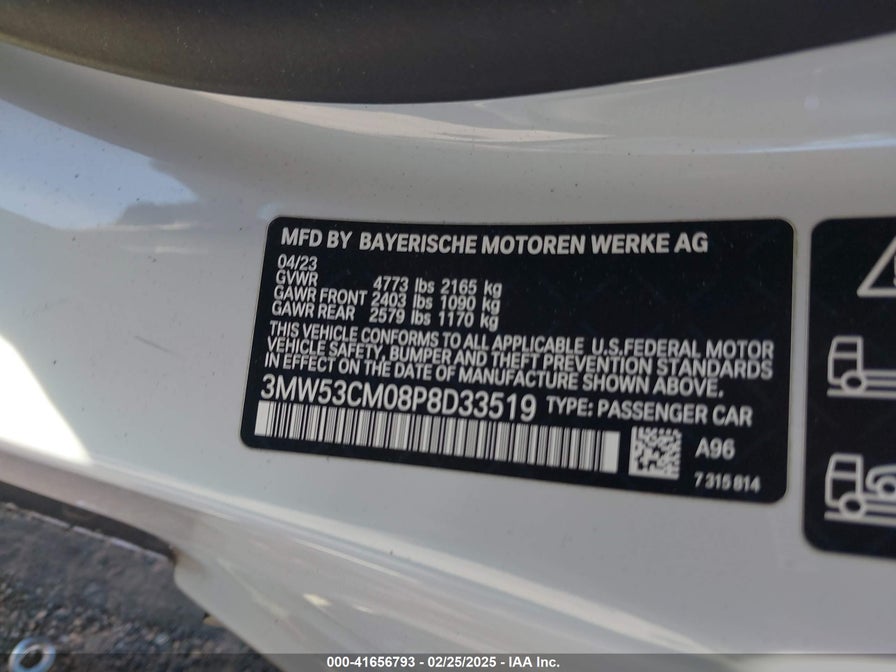 MFD BY BAYERISCHE MOTOREN WERKE AG
04/23
GVWR 4773 lbs 2165 kg
GAWR FRONT 2403 lbs 1090 kg
GAWR REAR 2579 lbs 1170 kg
THIS VEHICLE CONFORMS TO ALL APPLICABLE U.S.FEDERAL MOTOR
VEHICLE SAFETY, BUMPER AND THEFT PREVENTION STANDARDS
IN EFFECT ON THE DATE OF MANUFACTURE SHOWN ABOVE.
3MW53CM08P8D33519 TYPE: PASSENGER CAR
A96
7 315 814
000-41656793 - 02/25/2025 - IAA Inc.